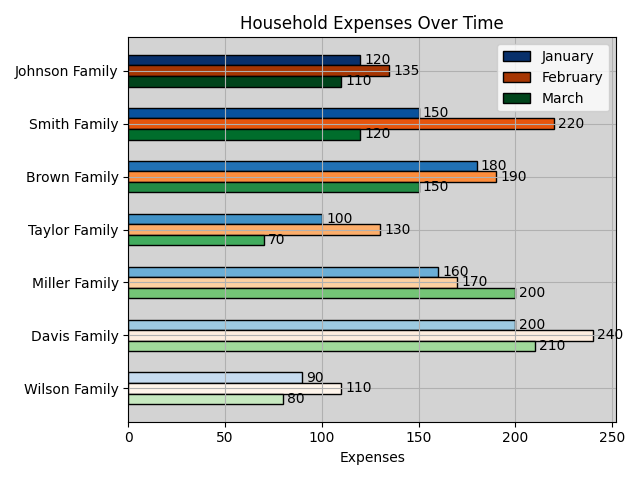 Household Expenses Over Time
January
February
March
Johnson Family
120
135
110
Smith Family
150
220
120
Brown Family
180
190
150
Taylor Family
100
130
70
Miller Family
160
170
200
Davis Family
200
240
210
Wilson Family
90
110
80
0 50 100 150 200 250
Expenses